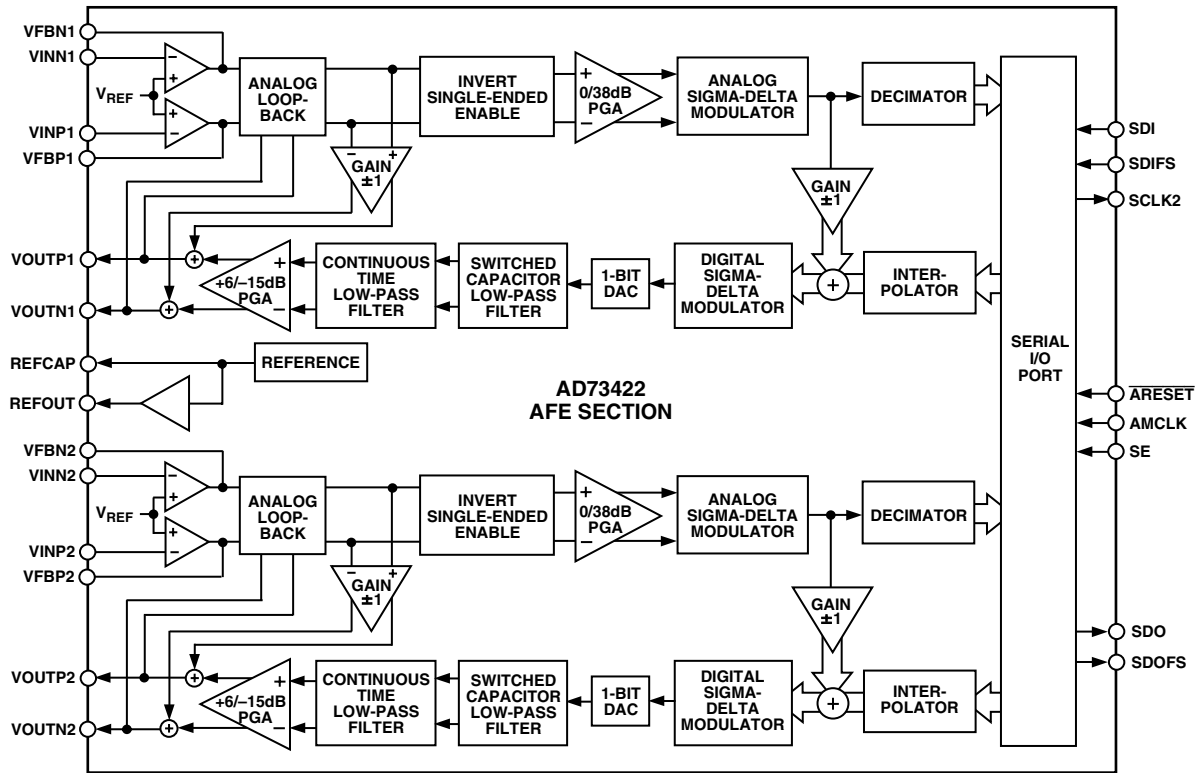 VFBN1
VINN1
VREF
VINP1
VFBP1
ANALOG
LOOP-
BACK
INVERT
SINGLE-ENDED
ENABLE
+
0/38dB
PGA
−
ANALOG
SIGMA-DELTA
MODULATOR
DECIMATOR
−
+
+
−
− +
GAIN
±1
GAIN
±1
SDI
SDIFS
SCLK2
VOUTP1
VOUTN1
+
+
+
+6/–15dB
PGA
−
CONTINUOUS
TIME
LOW-PASS
FILTER
SWITCHED
CAPACITOR
LOW-PASS
FILTER
1-BIT
DAC
DIGITAL
SIGMA-
DELTA
MODULATOR
+
INTER-
POLATOR
SERIAL
I/O
PORT
REFCAP
REFERENCE
REFOUT
AD73422
AFE SECTION
ARESET
AMCLK
SE
VFBN2
VINN2
VREF
VINP2
VFBP2
−
+
+
−
ANALOG
LOOP-
BACK
INVERT
SINGLE-ENDED
ENABLE
+
0/38dB
PGA
−
ANALOG
SIGMA-DELTA
MODULATOR
DECIMATOR
− +
GAIN
±1
GAIN
±1
SDO
SDOFS
VOUTP2
VOUTN2
+
+
+
+6/–15dB
PGA
−
CONTINUOUS
TIME
LOW-PASS
FILTER
SWITCHED
CAPACITOR
LOW-PASS
FILTER
1-BIT
DAC
DIGITAL
SIGMA-
DELTA
MODULATOR
+
INTER-
POLATOR